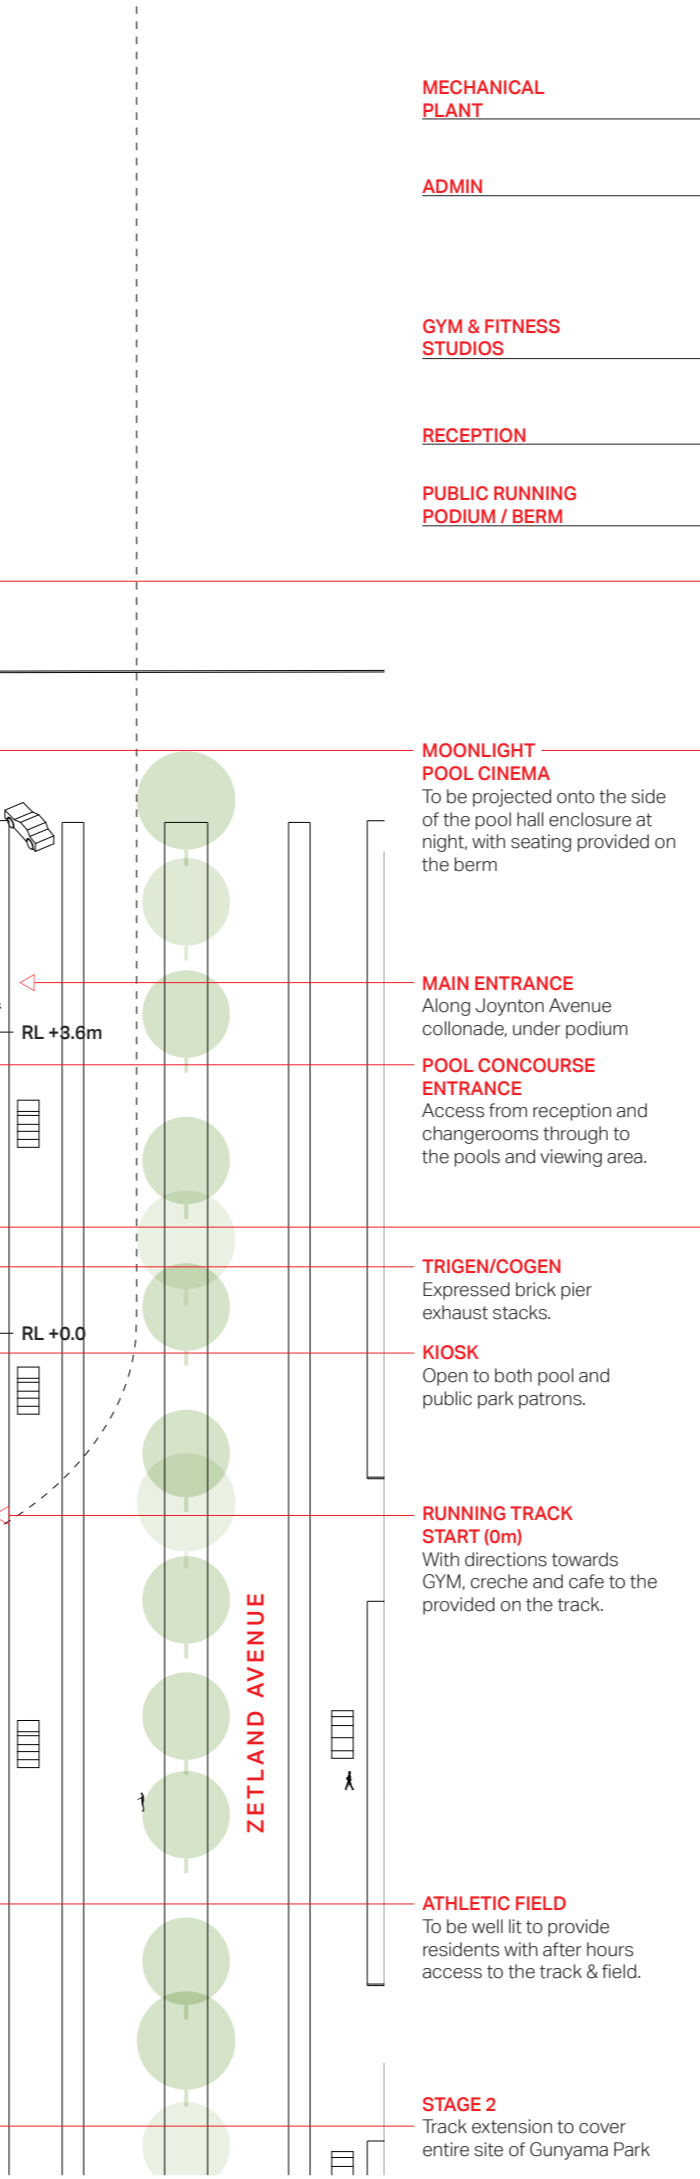 MECHANICAL
PLANT
ADMIN
GYM & FITNESS
STUDIOS
RECEPTION
PUBLIC RUNNING
PODIUM / BERM
MOONLIGHT
POOL CINEMA
To be projected onto the side
of the pool hall enclosure at
night, with seating provided on
the berm
MAIN ENTRANCE
Along Joynton Avenue
collonade, under podium
RL +3.6m
POOL CONCOURSE
ENTRANCE
Access from reception and
changerooms through to
the pools and viewing area.
TRIGEN/COGEN
Expressed brick pier
exhaust stacks.
RL +0.0
KIOSK
Open to both pool and
public park patrons.
RUNNING TRACK
START (0m)
With directions towards
GYM, creche and cafe to the
provided on the track.
ZETLAND AVENUE
ATHLETIC FIELD
To be well lit to provide
residents with after hours
access to the track & field.
STAGE 2
Track extension to cover
entire site of Gunyama Park